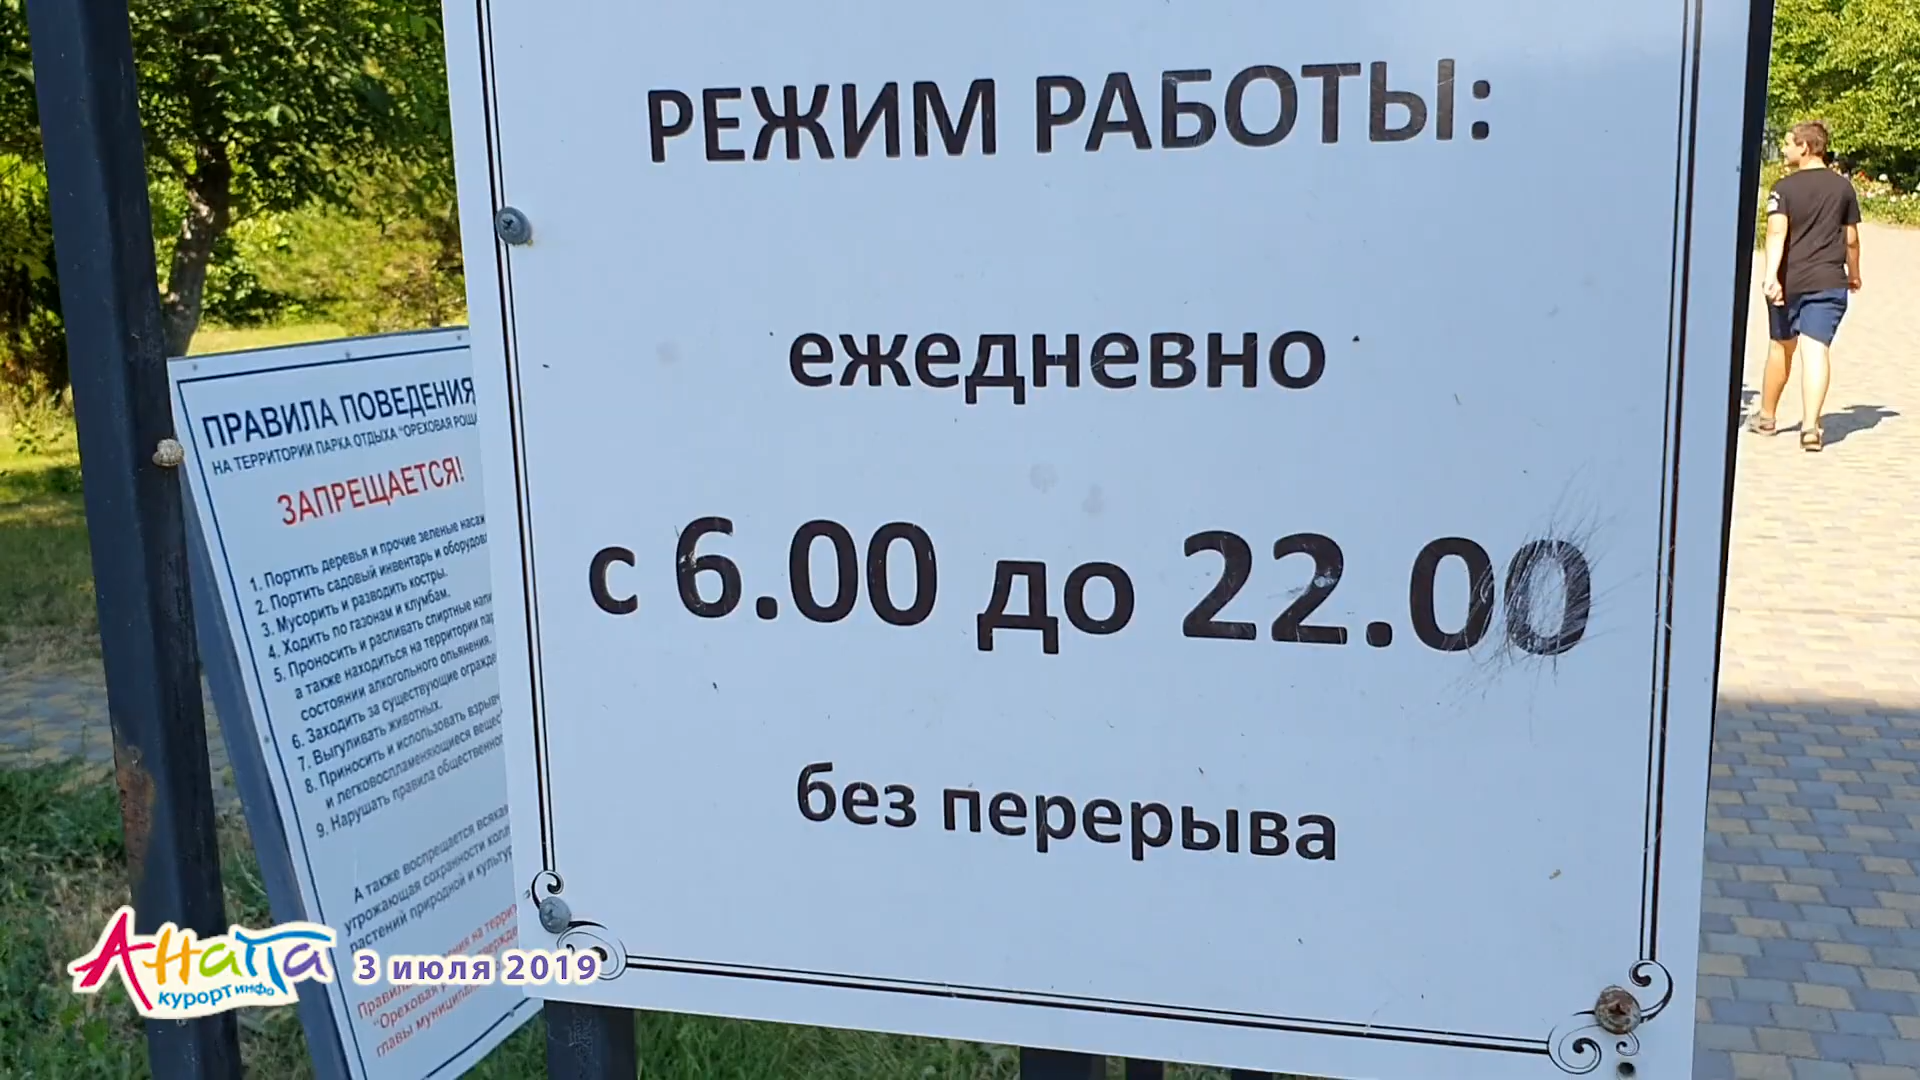 РЕЖИМ РАБОТЫ:
ежедневно
с 6.00 до 22.00
без перерыва
ПРАВИЛА ПОВЕДЕНИЯ
НА ТЕРРИТОРИИ ПАРКА ОТДЫХА "ОРЕХОВАЯ РОЩА
ЗАПРЕЩАЕТСЯ!
1. Портить деревья и прочие зеленые
2. Портить садовый инвентарь и
3. Мусорить и разводить костры.
4. Ходить по газонам и клумбам.
5. Проносить и распивать спиртные
а также находиться на территории
состоянии алкогольного опьянения.
6. Заходить за существующие
7. Выгуливать животных.
8. Приносить и использовать
и легковоспламеняющиеся
9. Нарушать правила
А также воспрещается
угрожающая сохранности
растений природной и
на
"Ореховая
главы
Анапа
курорт инфо
3 июля 2019